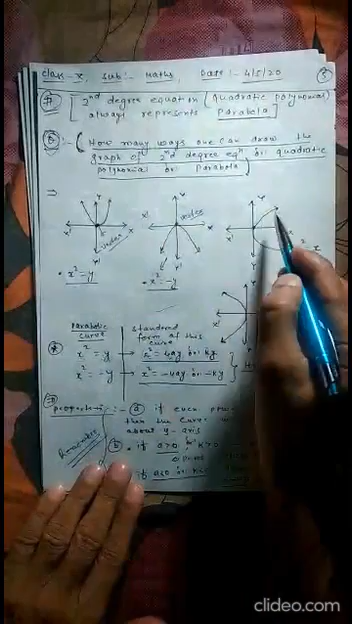 Class - X, Sub:- Maths, Date :- 4/5/20
[ 2nd degree equation (quadratic polynomial)
always represents Parabola ]
:- ( How many ways one can draw the
graph of 2nd degree eqn or quadratic
polynomial or parabola )
⇒
Y Y Y
X' X X' vertex X X'
vertex
Y' Y'
• x² = y • x² = -y
Y
X'
Parabolic curve | Standard form of this curve
x² = y → x² = 4ay or ky
x² = -y → x² = -4ay or -ky
Properties :- (a) if even
then the curve
about y-axis
Remember
(b) • if a>0 or k>0
if a<0 or k<0
clideo.com